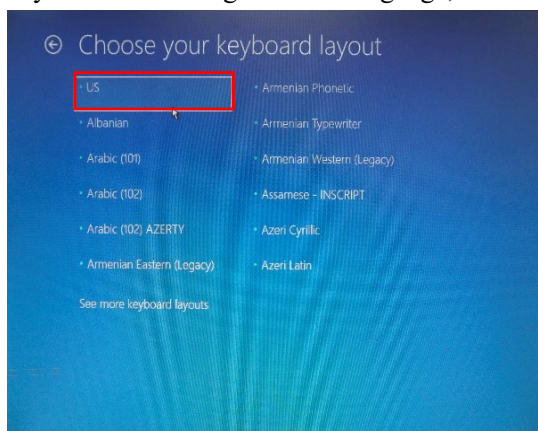 Choose your keyboard layout
US
Albanian
Arabic (101)
Arabic (102)
Arabic (102) AZERTY
Armenian Eastern (Legacy)
See more keyboard layouts
Armenian Phonetic
Armenian Typewriter
Armenian Western (Legacy)
Assamese - INSCRIPT
Azeri Cyrillic
Azeri Latin